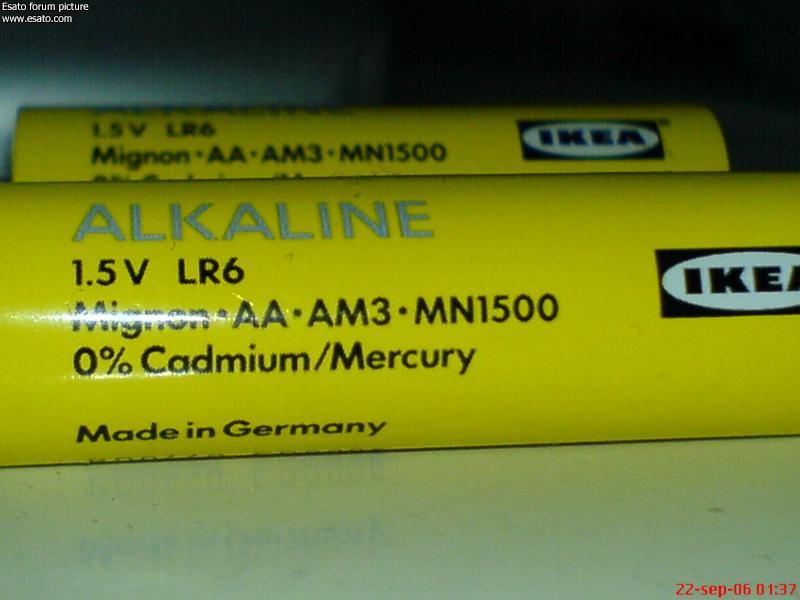 Esato forum picture
www.esato.com
1.5V LR6
Mignon·AA·AM3·MN1500
IKEA
ALKALINE
1.5V LR6
Mignon·AA·AM3·MN1500
0% Cadmium/Mercury
Made in Germany
IKEA
22-sep-06 01:37